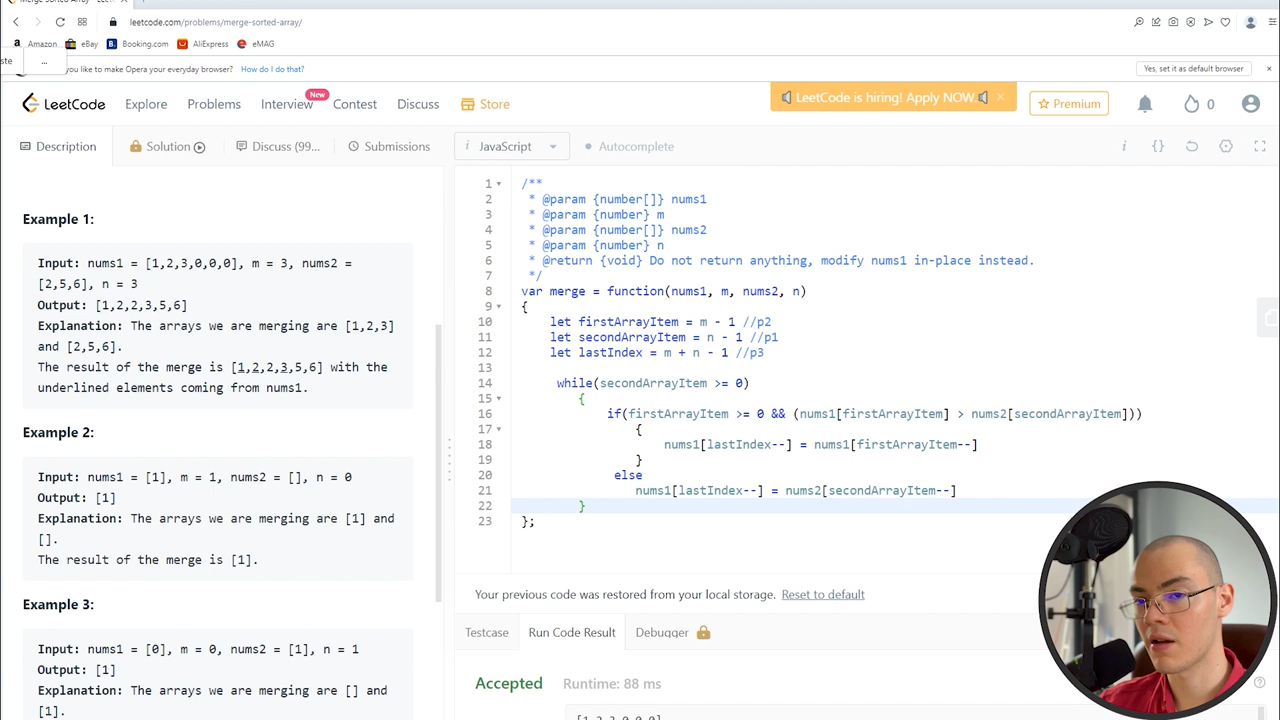 Merge Sorted Array - Leet
leetcode.com/problems/merge-sorted-array/
Amazon eBay Booking.com AliExpress eMAG
ste ... you like to make Opera your everyday browser? How do I do that? Yes, set it as default browser
LeetCode Explore Problems Interview New Contest Discuss Store LeetCode is hiring! Apply NOW. Premium 0
Description Solution Discuss (99... Submissions
i JavaScript Autocomplete
Example 1:
Input: nums1 = [1,2,3,0,0,0], m = 3, nums2 =
[2,5,6], n = 3
Output: [1,2,2,3,5,6]
Explanation: The arrays we are merging are [1,2,3]
and [2,5,6].
The result of the merge is [1,2,2,3,5,6] with the
underlined elements coming from nums1.
Example 2:
Input: nums1 = [1], m = 1, nums2 = [], n = 0
Output: [1]
Explanation: The arrays we are merging are [1] and
[].
The result of the merge is [1].
Example 3:
Input: nums1 = [0], m = 0, nums2 = [1], n = 1
Output: [1]
Explanation: The arrays we are merging are [] and
[1].
1 /**
2 * @param {number[]} nums1
3 * @param {number} m
4 * @param {number[]} nums2
5 * @param {number} n
6 * @return {void} Do not return anything, modify nums1 in-place instead.
7 */
8 var merge = function(nums1, m, nums2, n)
9 {
10 let firstArrayItem = m - 1 //p2
11 let secondArrayItem = n - 1 //p1
12 let lastIndex = m + n - 1 //p3
13
14 while(secondArrayItem >= 0)
15 {
16 if(firstArrayItem >= 0 && (nums1[firstArrayItem] > nums2[secondArrayItem]))
17 {
18 nums1[lastIndex--] = nums1[firstArrayItem--]
19 }
20 else
21 nums1[lastIndex--] = nums2[secondArrayItem--]
22 }
23 };
Your previous code was restored from your local storage. Reset to default
Testcase Run Code Result Debugger
Accepted Runtime: 88 ms
[1,2,3,0,0,0]